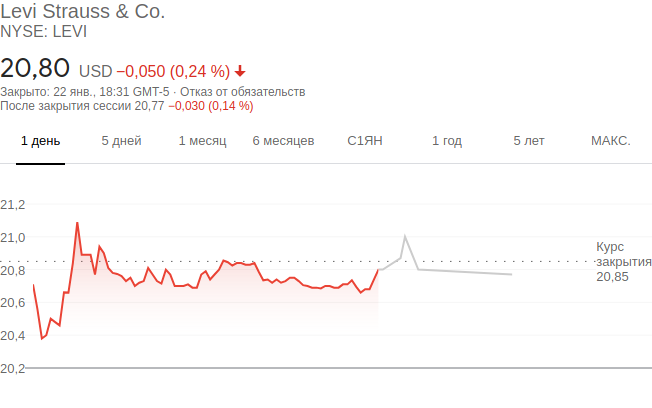 Levi Strauss & Co.
NYSE: LEVI
20,80 USD −0,050 (0,24 %)
Закрыто: 22 янв., 18:31 GMT-5 · Отказ от обязательств
После закрытия сессии 20,77 −0,030 (0,14 %)
1 день 5 дней 1 месяц 6 месяцев С1ЯН 1 год 5 лет МАКС.
21,2
21,0
Курс
закрытия
20,85
20,8
20,6
20,4
20,2